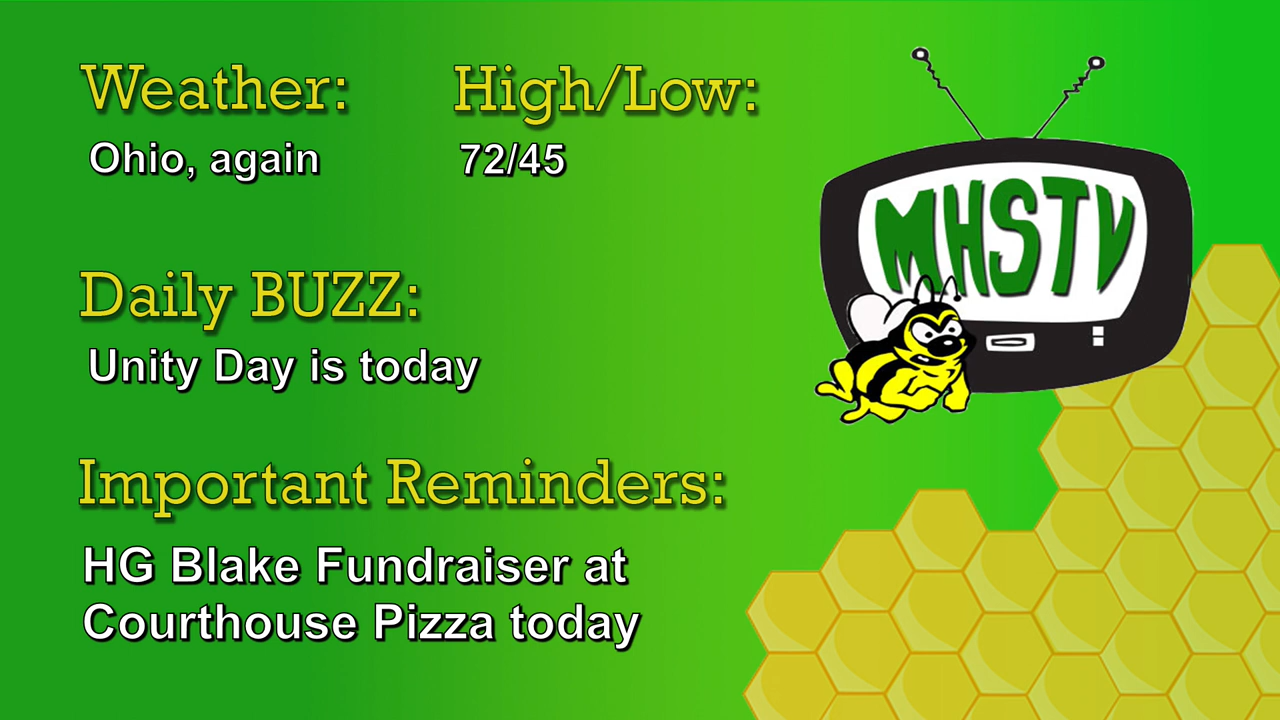 Weather:
High/Low:
Ohio, again
72/45
MHSTV
Daily BUZZ:
Unity Day is today
Important Reminders:
HG Blake Fundraiser at
Courthouse Pizza today